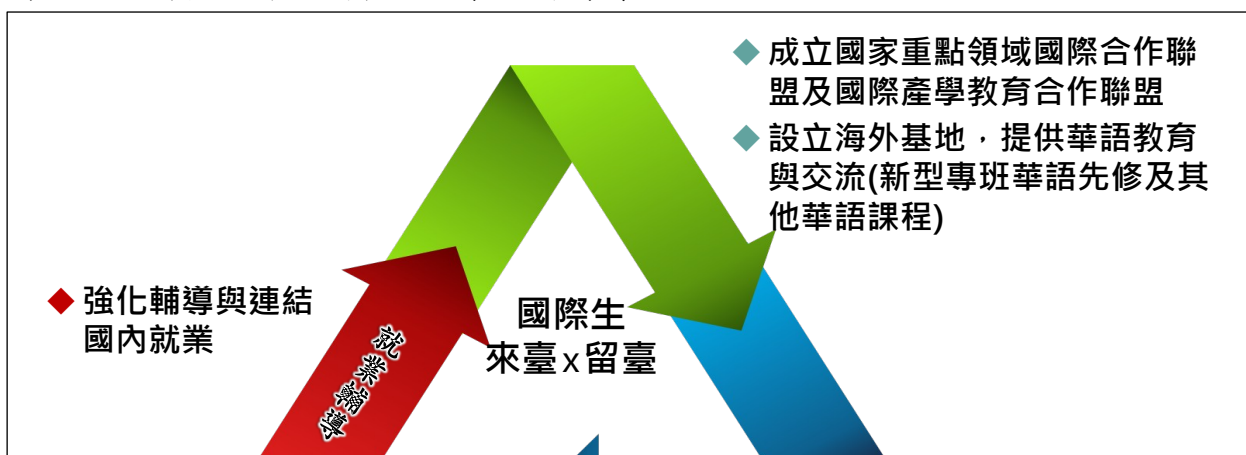 成立國家重點領域國際合作聯
盟及國際產學教育合作聯盟
設立海外基地，提供華語教育
與交流(新型專班華語先修及其
他華語課程)
強化輔導與連結
國內就業
國際生
來臺x留臺
就業輔導